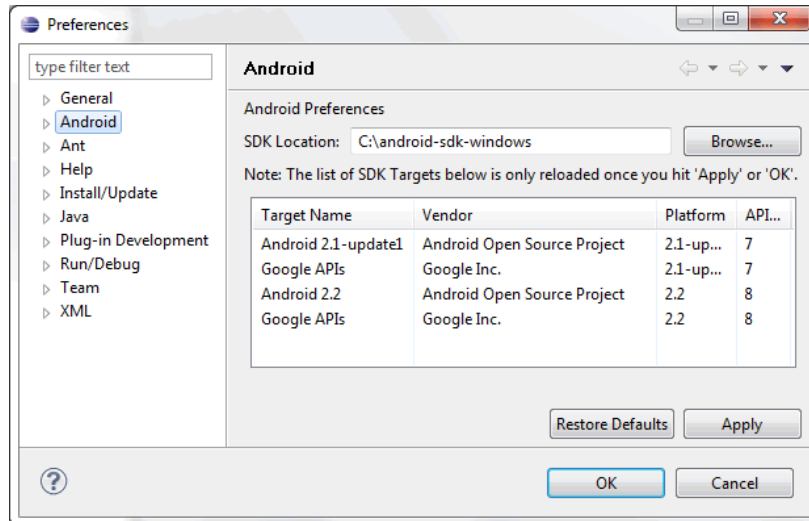 Preferences
type filter text
General
Android
Ant
Help
Install/Update
Java
Plug-in Development
Run/Debug
Team
XML
Android
Android Preferences
SDK Location: C:\android-sdk-windows Browse...
Note: The list of SDK Targets below is only reloaded once you hit 'Apply' or 'OK'.
Target Name Vendor Platform API...
Android 2.1-update1 Android Open Source Project 2.1-up... 7
Google APIs Google Inc. 2.1-up... 7
Android 2.2 Android Open Source Project 2.2 8
Google APIs Google Inc. 2.2 8
Restore Defaults Apply
? OK Cancel